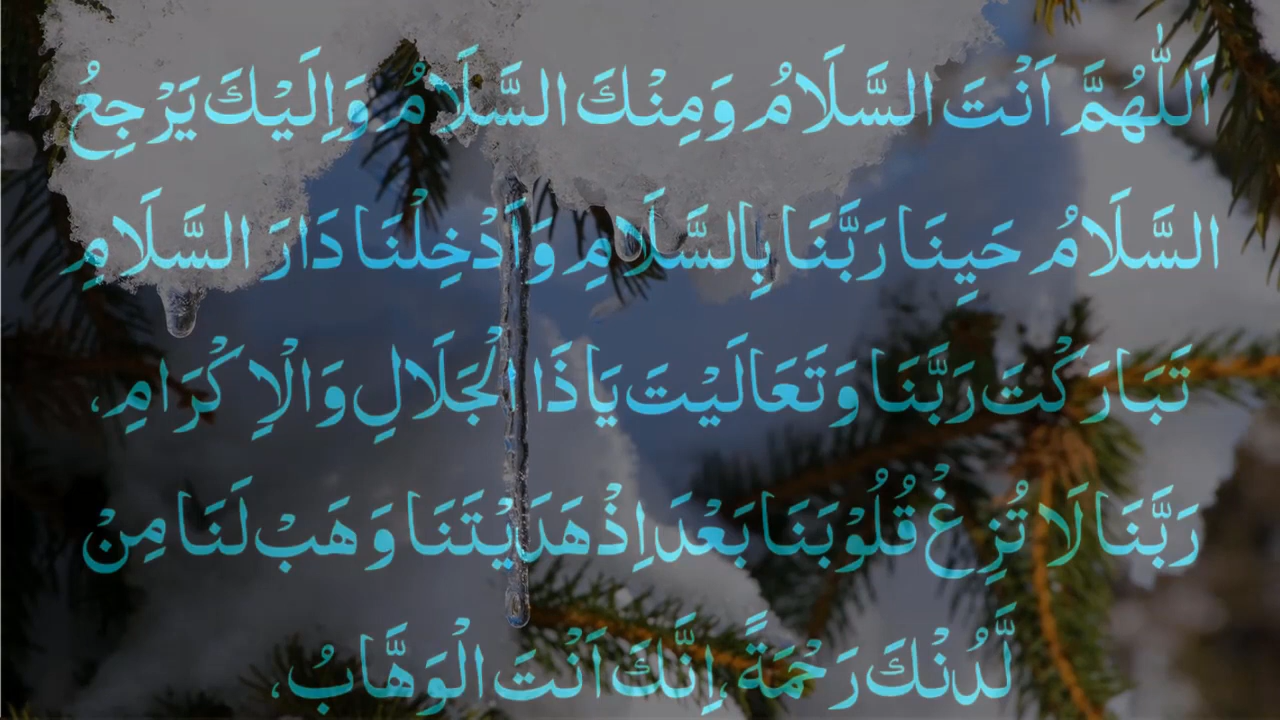 اَللّٰهُمَّ اَنْتَ السَّلَامُ وَمِنْكَ السَّلَامُ وَاِلَيْكَ يَرْجِعُ
السَّلَامُ حَيِنَا رَبَّنَا بِالسَّلَامِ وَاَدْخِلْنَا دَارَ السَّلَامِ
تَبَارَكْتَ رَبَّنَا وَتَعَالَيْتَ يَاذَا الْجَلَالِ وَالْاِكْرَامِ،
رَبَّنَا لَا تُزِغْ قُلُوْبَنَا بَعْدَ اِذْ هَدَيْتَنَا وَهَبْ لَنَا مِنْ
لَّدُنْكَ رَحْمَةً، اِنَّكَ اَنْتَ الْوَهَّابُ،